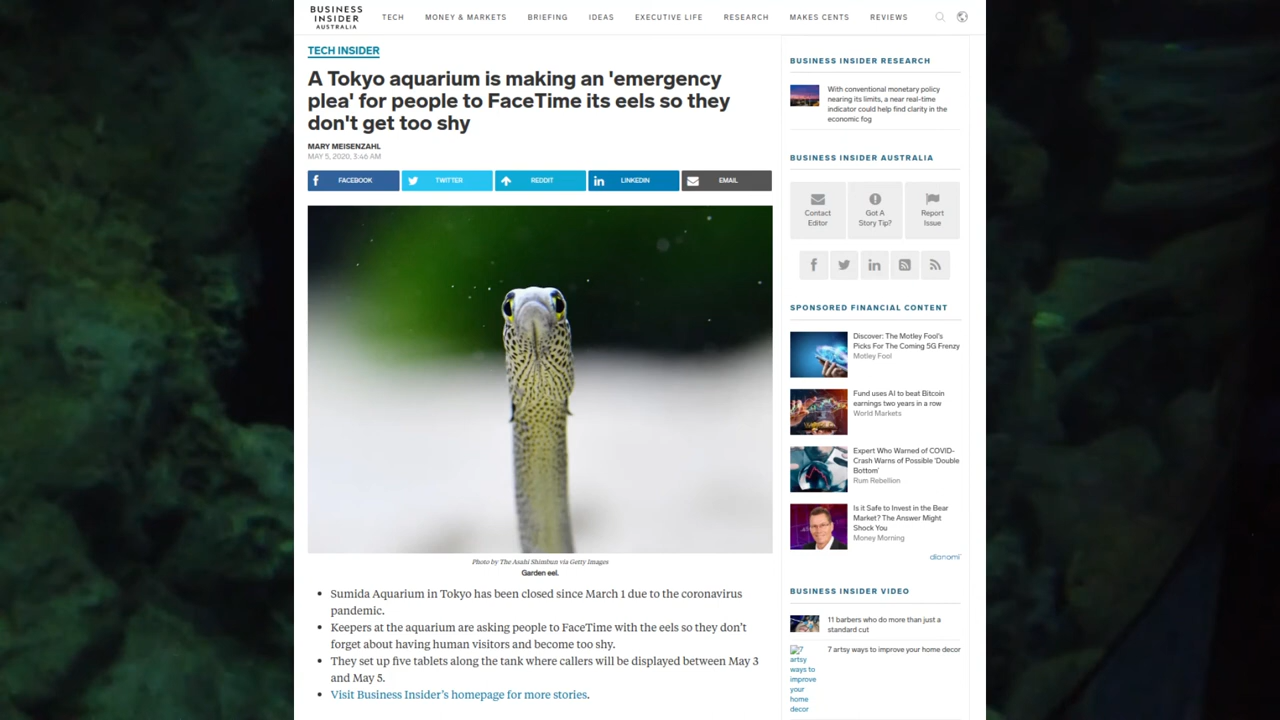 BUSINESS
INSIDER
AUSTRALIA
TECH
MONEY & MARKETS
BRIEFING
IDEAS
EXECUTIVE LIFE
RESEARCH
MAKES CENTS
REVIEWS
TECH INSIDER
A Tokyo aquarium is making an 'emergency
plea' for people to FaceTime its eels so they
don't get too shy
MARY MEISENZAHL
MAY 5, 2020, 3:46 AM
FACEBOOK
TWITTER
REDDIT
LINKEDIN
EMAIL
Photo by The Asahi Shimbun via Getty Images
Garden eel.
Sumida Aquarium in Tokyo has been closed since March 1 due to the coronavirus
pandemic.
Keepers at the aquarium are asking people to FaceTime with the eels so they don't
forget about having human visitors and become too shy.
They set up five tablets along the tank where callers will be displayed between May 3
and May 5.
Visit Business Insider's homepage for more stories.
BUSINESS INSIDER RESEARCH
With conventional monetary policy
nearing its limits, a near real-time
indicator could help find clarity in the
economic fog
BUSINESS INSIDER AUSTRALIA
Contact
Editor
Got A
Story Tip?
Report
Issue
SPONSORED FINANCIAL CONTENT
Discover: The Motley Fool's
Picks For The Coming 5G Frenzy
Motley Fool
Fund uses AI to beat Bitcoin
earnings two years in a row
World Markets
Expert Who Warned of COVID-
Crash Warns of Possible 'Double
Bottom'
Rum Rebellion
Is it Safe to Invest in the Bear
Market? The Answer Might
Shock You
Money Morning
dianomi
BUSINESS INSIDER VIDEO
11 barbers who do more than just a
standard cut
7
artsy
ways to
improve
your
home
decor
7 artsy ways to improve your home decor